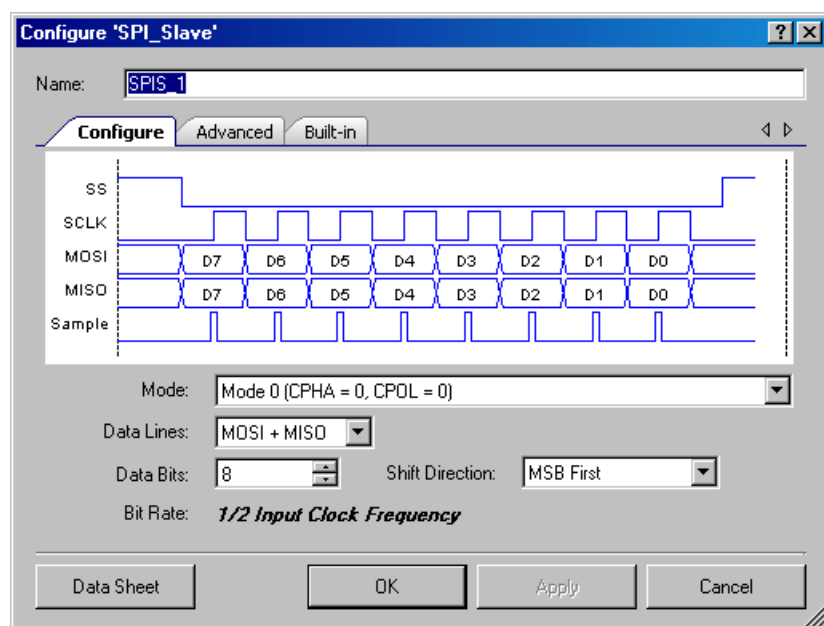 Configure 'SPI_Slave'
Name: SPIS_1
Configure Advanced Built-in
SS
SCLK
MOSI D7 D6 D5 D4 D3 D2 D1 D0
MISO D7 D6 D5 D4 D3 D2 D1 D0
Sample
Mode: Mode 0 (CPHA = 0, CPOL = 0)
Data Lines: MOSI + MISO
Data Bits: 8 Shift Direction: MSB First
Bit Rate: 1/2 Input Clock Frequency
Data Sheet OK Apply Cancel